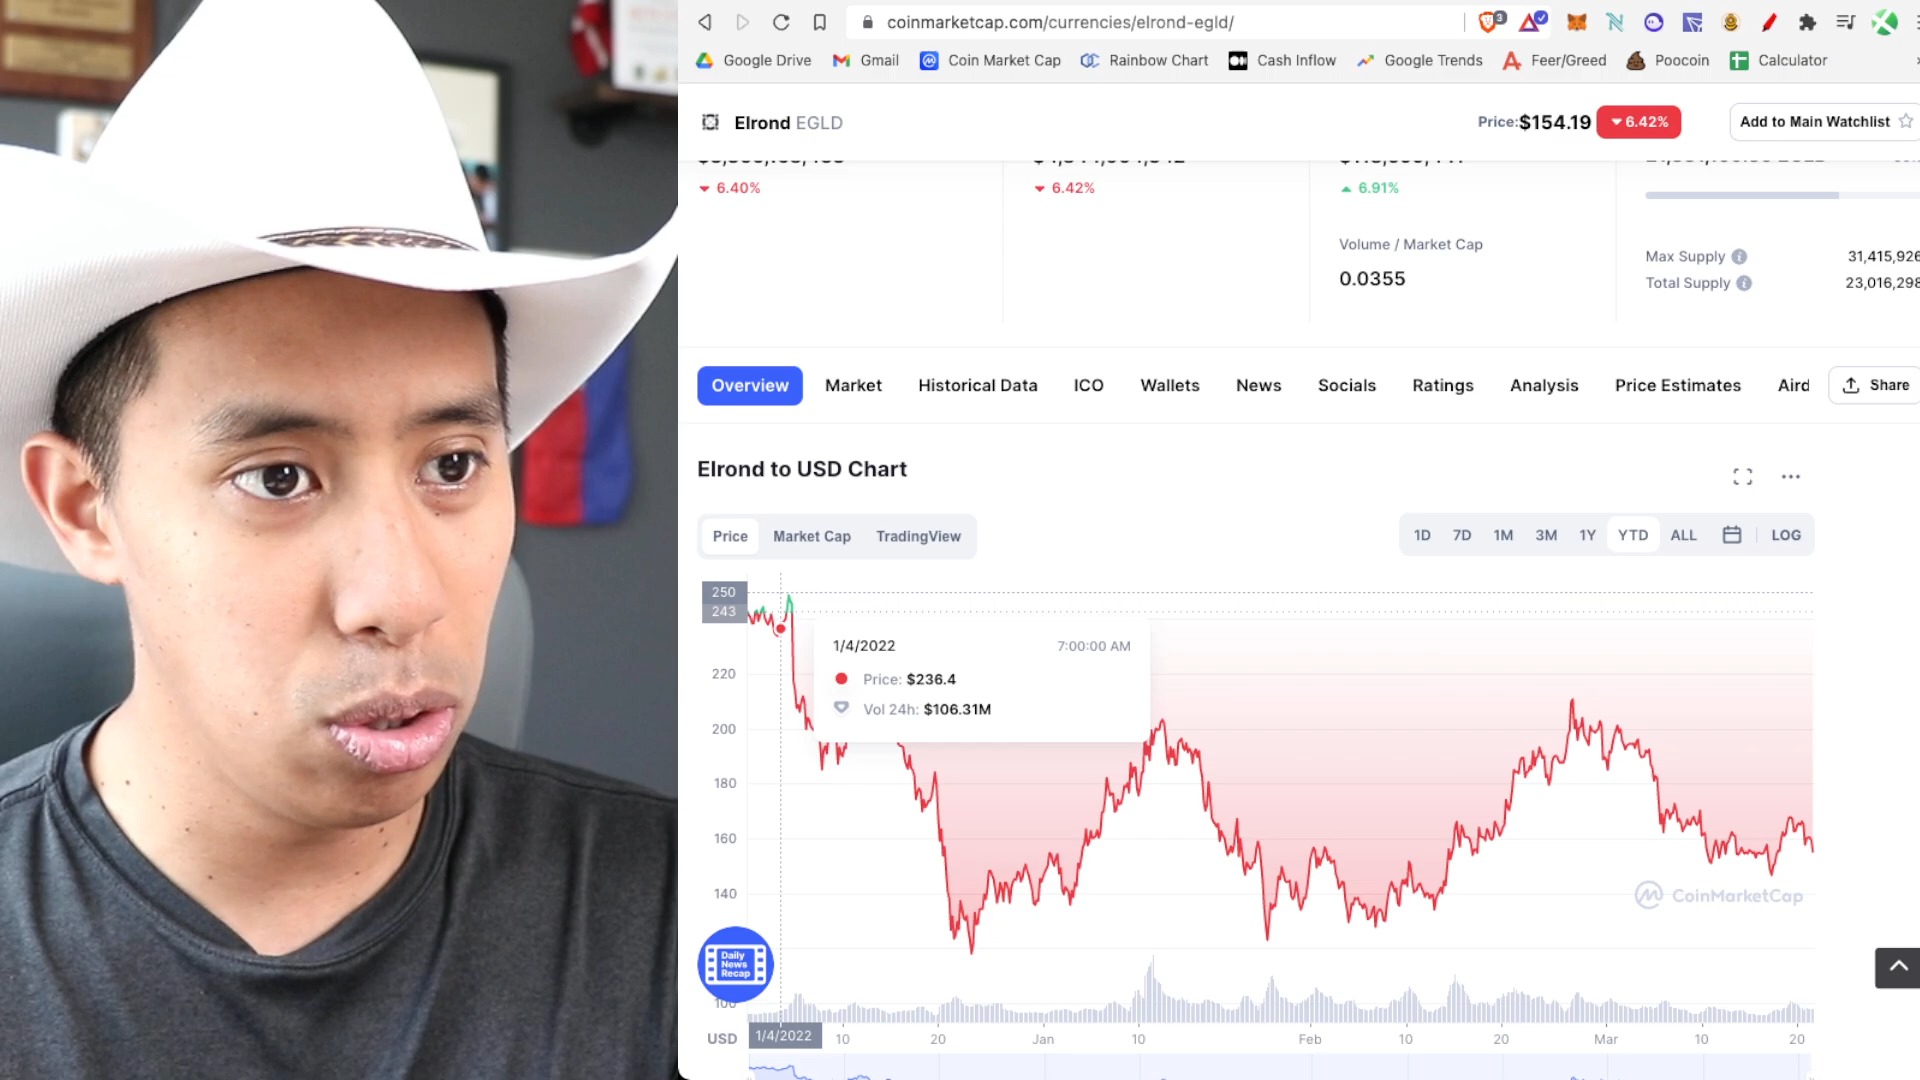 coinmarketcap.com/currencies/elrond-egld/
3
Google Drive Gmail Coin Market Cap Rainbow Chart Cash Inflow Google Trends Feer/Greed Poocoin Calculator
Elrond EGLD
Price:$154.19 6.42%
Add to Main Watchlist
6.40% 6.42% 6.91%
Volume / Market Cap
0.0355
Max Supply 31,415,926
Total Supply 23,016,298
Overview Market Historical Data ICO Wallets News Socials Ratings Analysis Price Estimates Aird Share
Elrond to USD Chart
Price Market Cap TradingView
1D 7D 1M 3M 1Y YTD ALL LOG
250
243
220
200
180
160
140
100
1/4/2022 7:00:00 AM
Price: $236.4
Vol 24h: $106.31M
CoinMarketCap
Daily
News
Recap
USD 1/4/2022 10 20 Jan 10 Feb 10 20 Mar 10 20